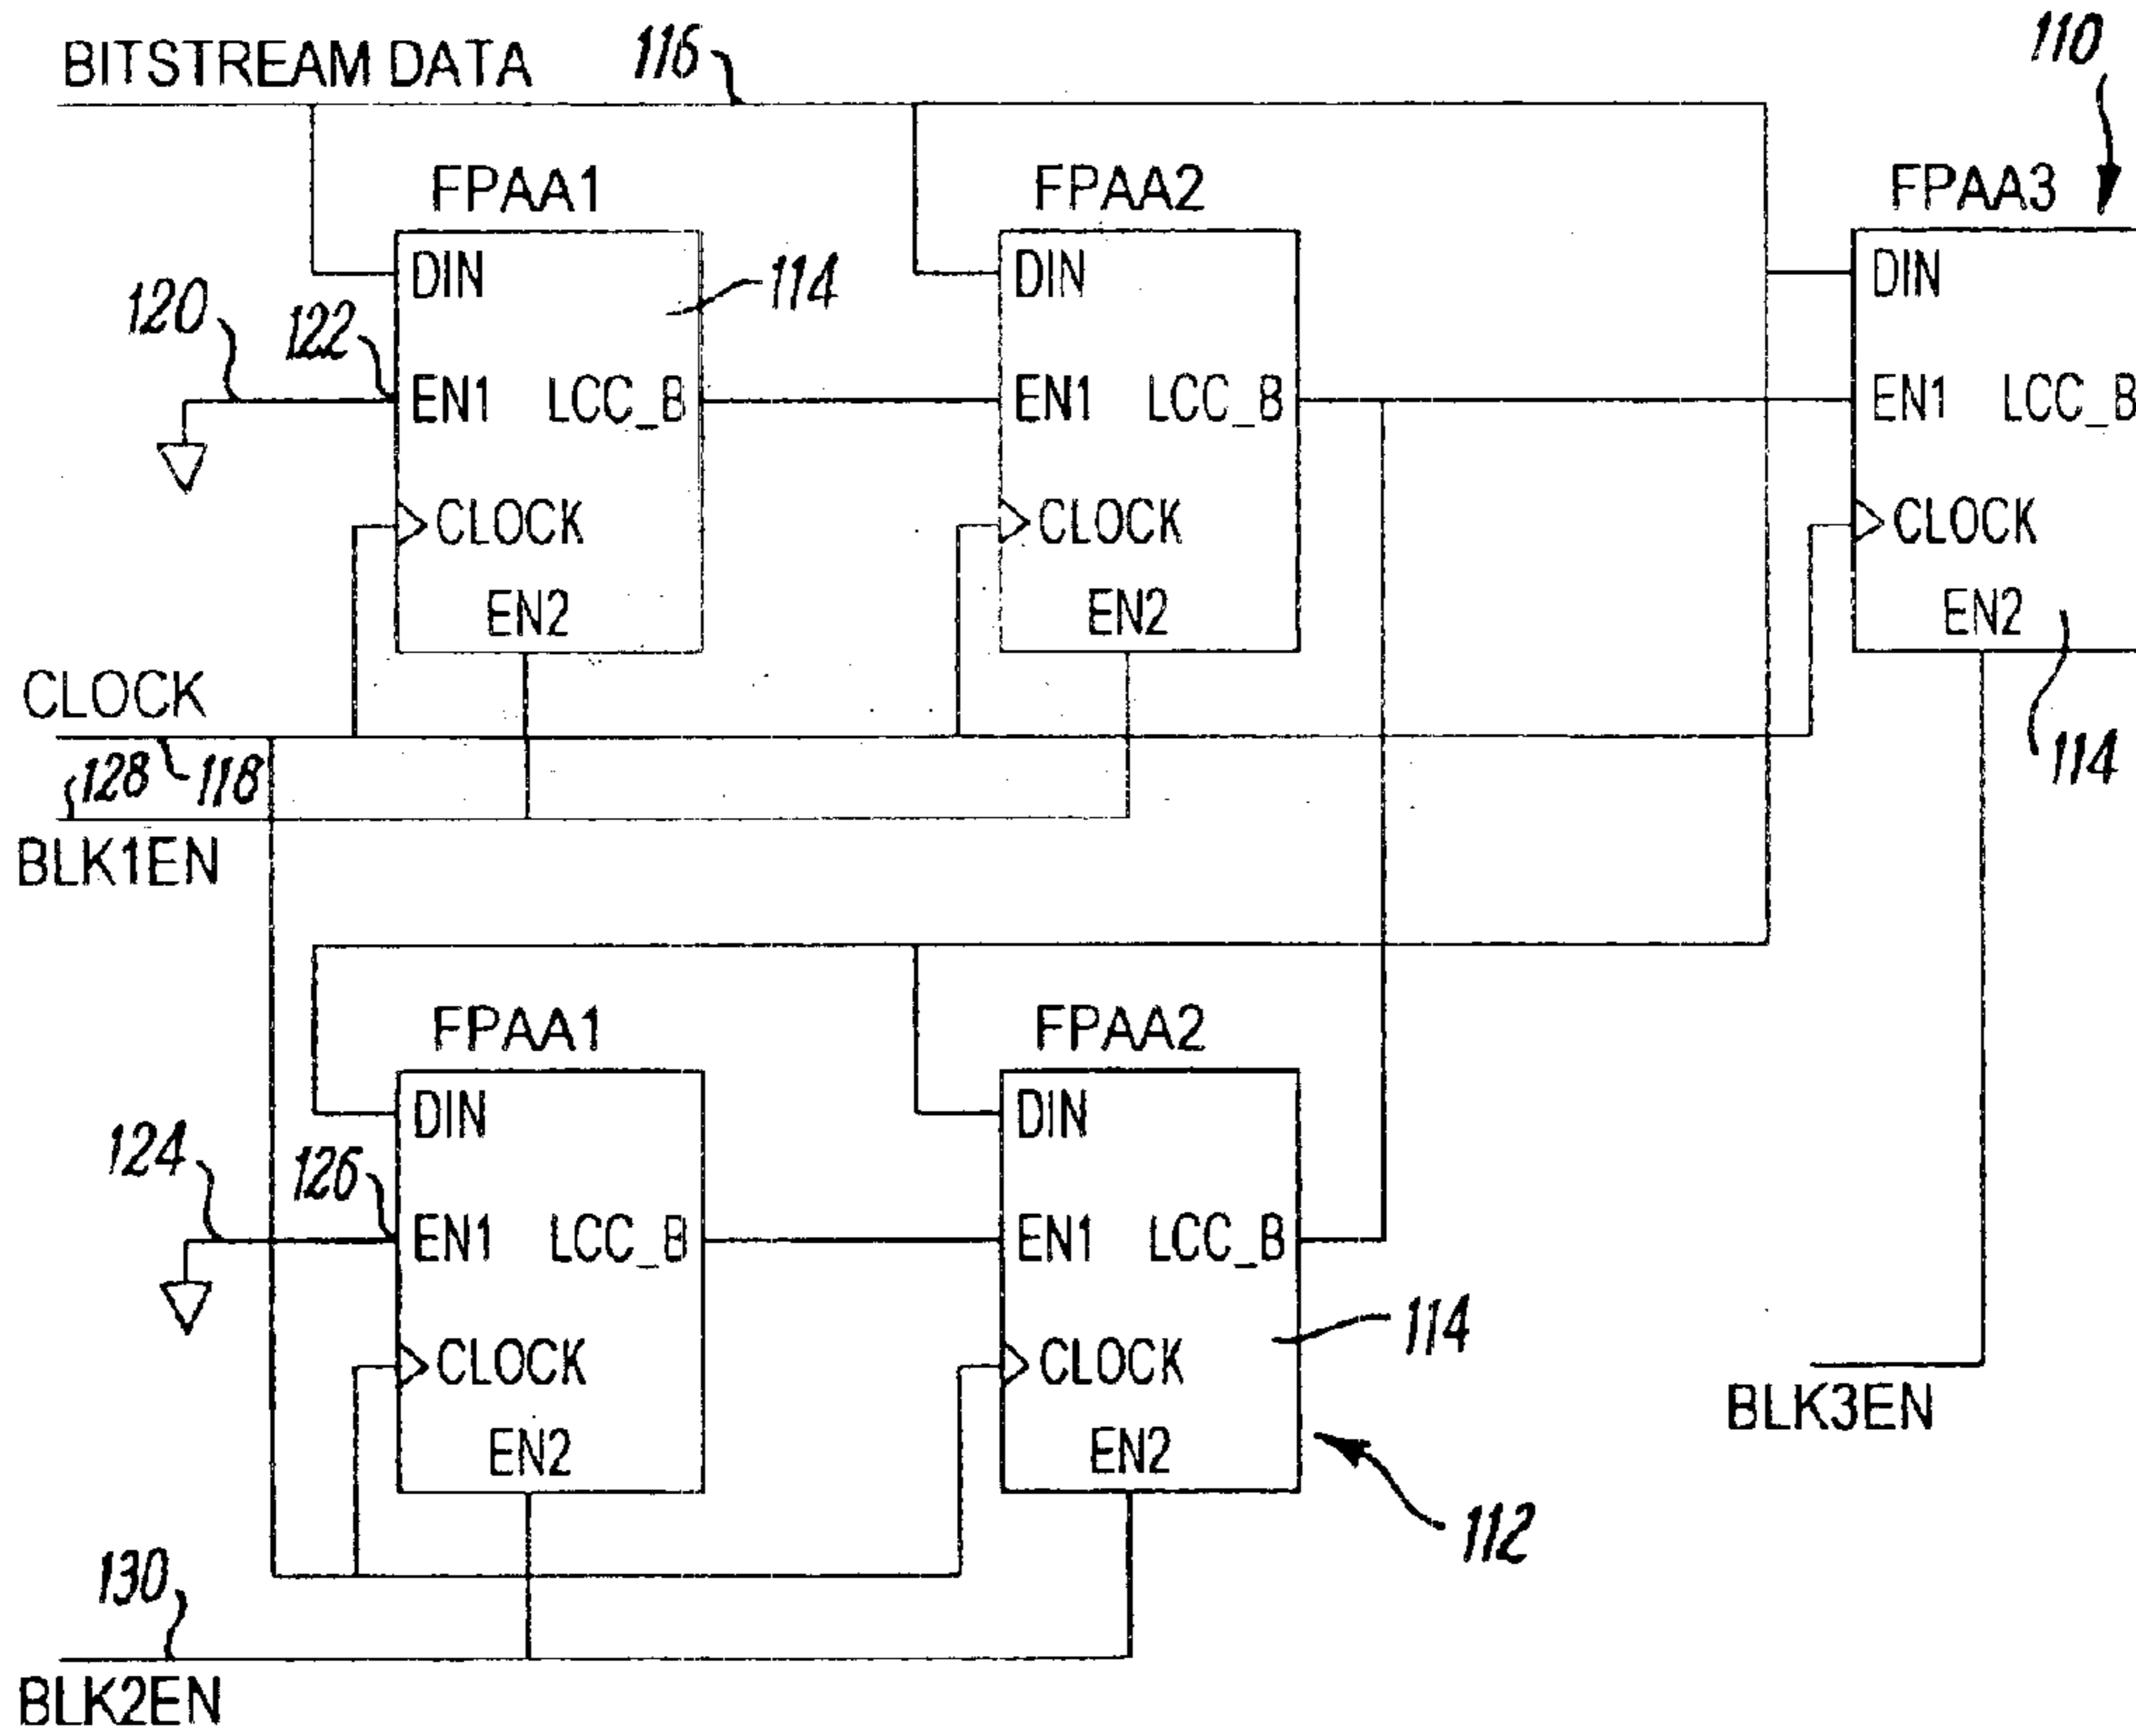 BITSTREAM DATA
116
110
FPAA1
FPAA2
FPAA3
DIN
114
DIN
DIN
120
122
EN1 LCC_B
EN1 LCC_B
EN1 LCC_B
CLOCK
CLOCK
CLOCK
EN2
EN2
EN2
CLOCK
128
118
114
BLK1EN
FPAA1
FPAA2
DIN
DIN
124
126
EN1 LCC_B
EN1 LCC_B
114
CLOCK
CLOCK
BLK3EN
EN2
EN2
112
130
BLK2EN